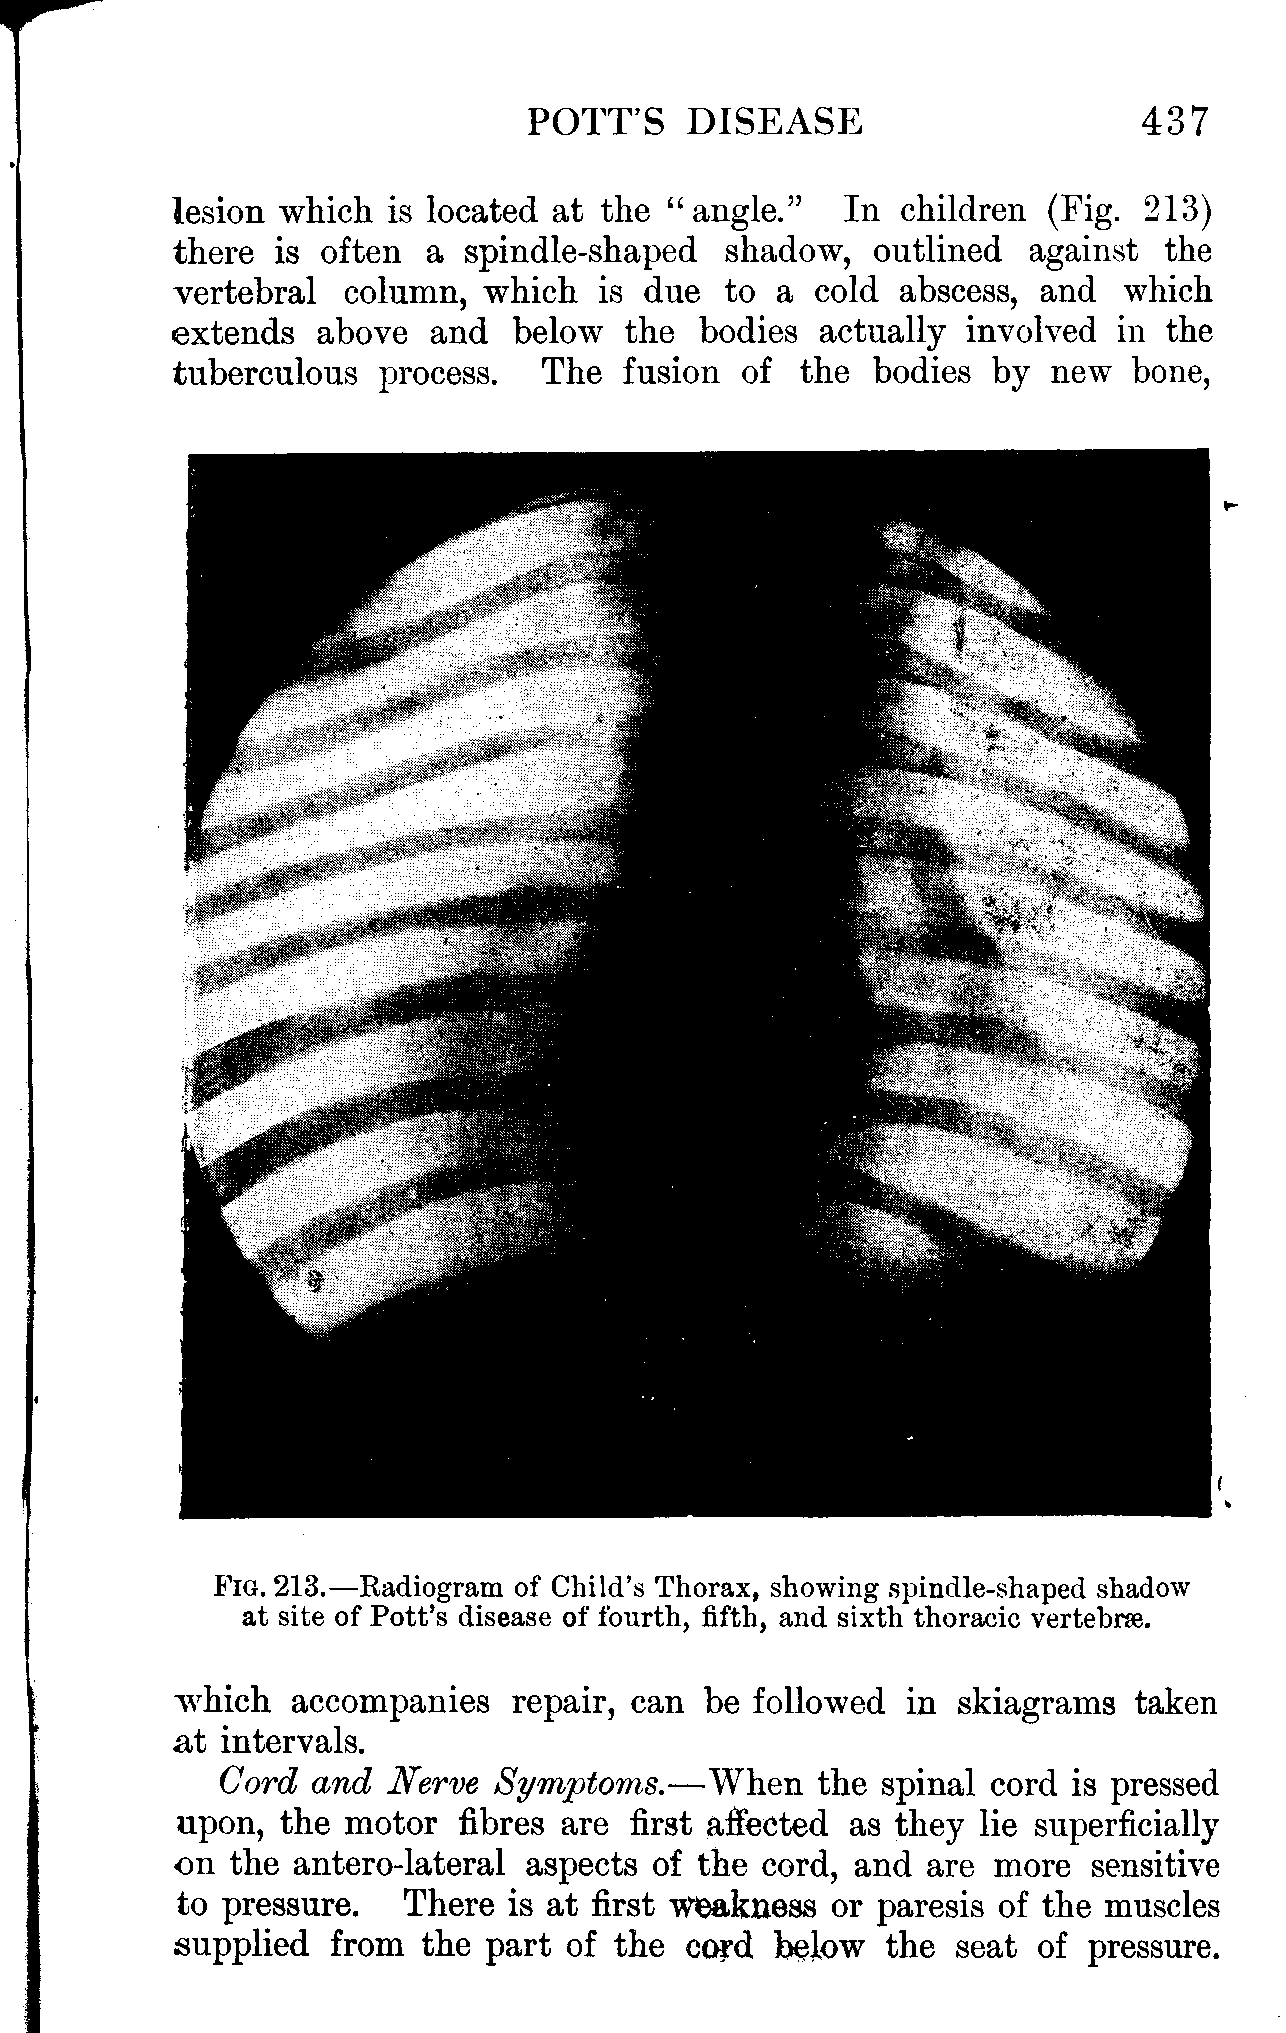 POTT'S DISEASE 437
lesion which is located at the “angle.” In children (Fig. 213)
there is often a spindle-shaped shadow, outlined against the
vertebral column, which is due to a cold abscess, and which
extends above and below the bodies actually involved in the
tuberculous process. The fusion of the bodies by new bone,
FIG. 213.—Radiogram of Child's Thorax, showing spindle-shaped shadow
at site of Pott's disease of fourth, fifth, and sixth thoracic vertebræ.
which accompanies repair, can be followed in skiagrams taken
at intervals.
Cord and Nerve Symptoms.—When the spinal cord is pressed
upon, the motor fibres are first affected as they lie superficially
on the antero-lateral aspects of the cord, and are more sensitive
to pressure. There is at first weakness or paresis of the muscles
supplied from the part of the cord below the seat of pressure.